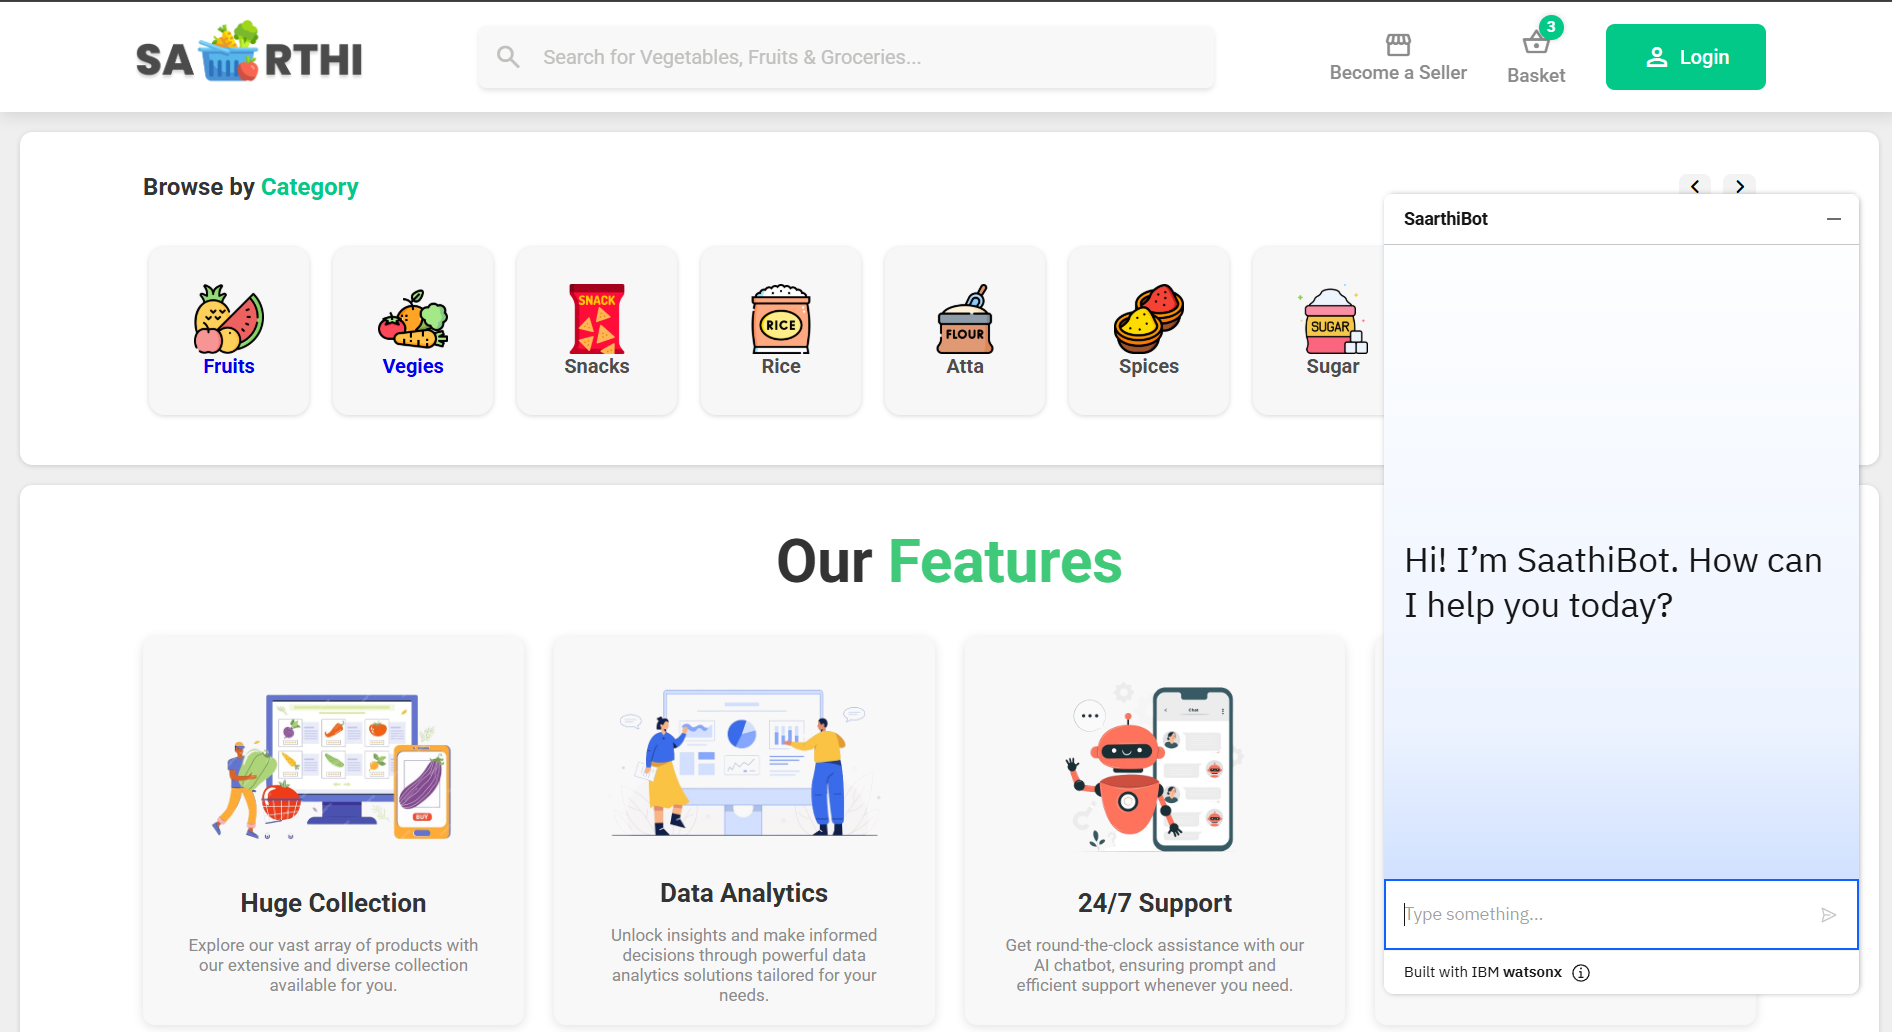 SA RTHI
Search for Vegetables, Fruits & Groceries...
Become a Seller
3
Basket
Login
Browse by Category
SNACK
RICE
FLOUR
SUGAR
Fruits
Vegies
Snacks
Rice
Atta
Spices
Sugar
Our Features
BUY
Chat
Huge Collection
Explore our vast array of products with
our extensive and diverse collection
available for you.
Data Analytics
Unlock insights and make informed
decisions through powerful data
analytics solutions tailored for your
needs.
24/7 Support
Get round-the-clock assistance with our
AI chatbot, ensuring prompt and
efficient support whenever you need.
SaarthiBot
Hi! I’m SaathiBot. How can
I help you today?
Type something...
Built with IBM watsonx